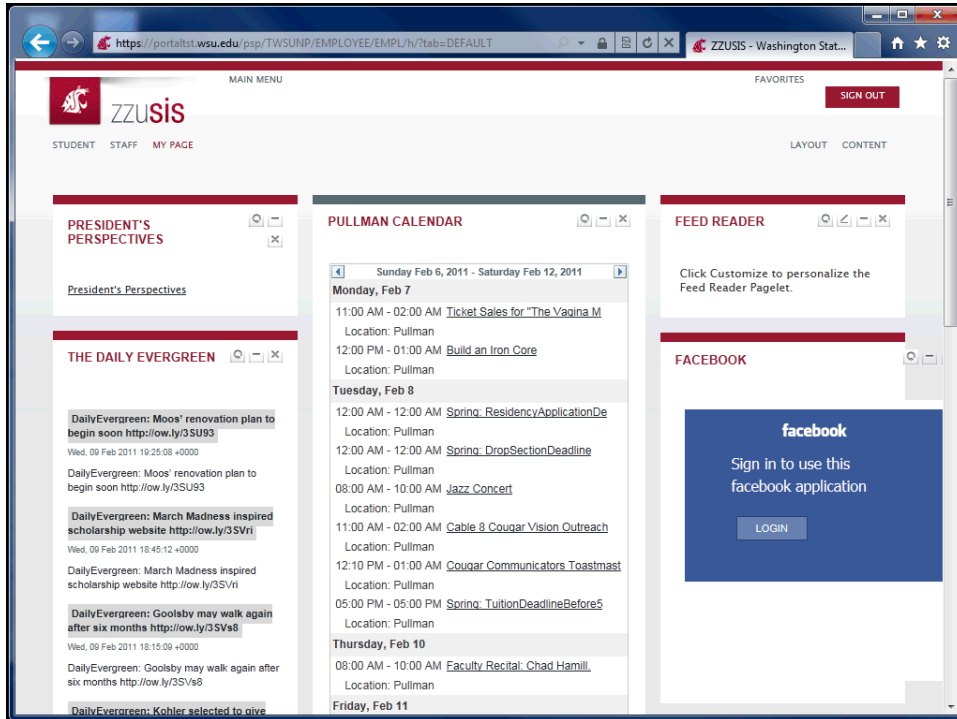 https://portaltst.wsu.edu/psp/TWSUNP/EMPLOYEE/EMPL/h/?tab=DEFAULT
ZZUSIS - Washington Stat...
MAIN MENU
FAVORITES
SIGN OUT
zzusis
STUDENT STAFF MY PAGE
LAYOUT CONTENT
PRESIDENT'S
PERSPECTIVES
President's Perspectives
THE DAILY EVERGREEN
DailyEvergreen: Moos' renovation plan to
begin soon http://ow.ly/3SU93
Wed, 09 Feb 2011 19:25:08 +0000
DailyEvergreen: Moos' renovation plan to
begin soon http://ow.ly/3SU93
DailyEvergreen: March Madness inspired
scholarship website http://ow.ly/3SVri
Wed, 09 Feb 2011 18:45:12 +0000
DailyEvergreen: March Madness inspired
scholarship website http://ow.ly/3SVri
DailyEvergreen: Goolsby may walk again
after six months http://ow.ly/3SVs8
Wed, 09 Feb 2011 18:15:09 +0000
DailyEvergreen: Goolsby may walk again after
six months http://ow.ly/3SVs8
DailyEvergreen: Kohler selected to give
PULLMAN CALENDAR
Sunday Feb 6, 2011 - Saturday Feb 12, 2011
Monday, Feb 7
11:00 AM - 02:00 AM Ticket Sales for "The Vagina M
Location: Pullman
12:00 PM - 01:00 AM Build an Iron Core
Location: Pullman
Tuesday, Feb 8
12:00 AM - 12:00 AM Spring: ResidencyApplicationDe
Location: Pullman
12:00 AM - 12:00 AM Spring: DropSectionDeadline
Location: Pullman
08:00 AM - 10:00 AM Jazz Concert
Location: Pullman
11:00 AM - 02:00 AM Cable 8 Cougar Vision Outreach
Location: Pullman
12:10 PM - 01:00 AM Cougar Communicators Toastmast
Location: Pullman
05:00 PM - 05:00 PM Spring: TuitionDeadlineBefore5
Location: Pullman
Thursday, Feb 10
08:00 AM - 10:00 AM Faculty Recital: Chad Hamill.
Location: Pullman
Friday, Feb 11
FEED READER
Click Customize to personalize the
Feed Reader Pagelet.
FACEBOOK
facebook
Sign in to use this
facebook application
LOGIN